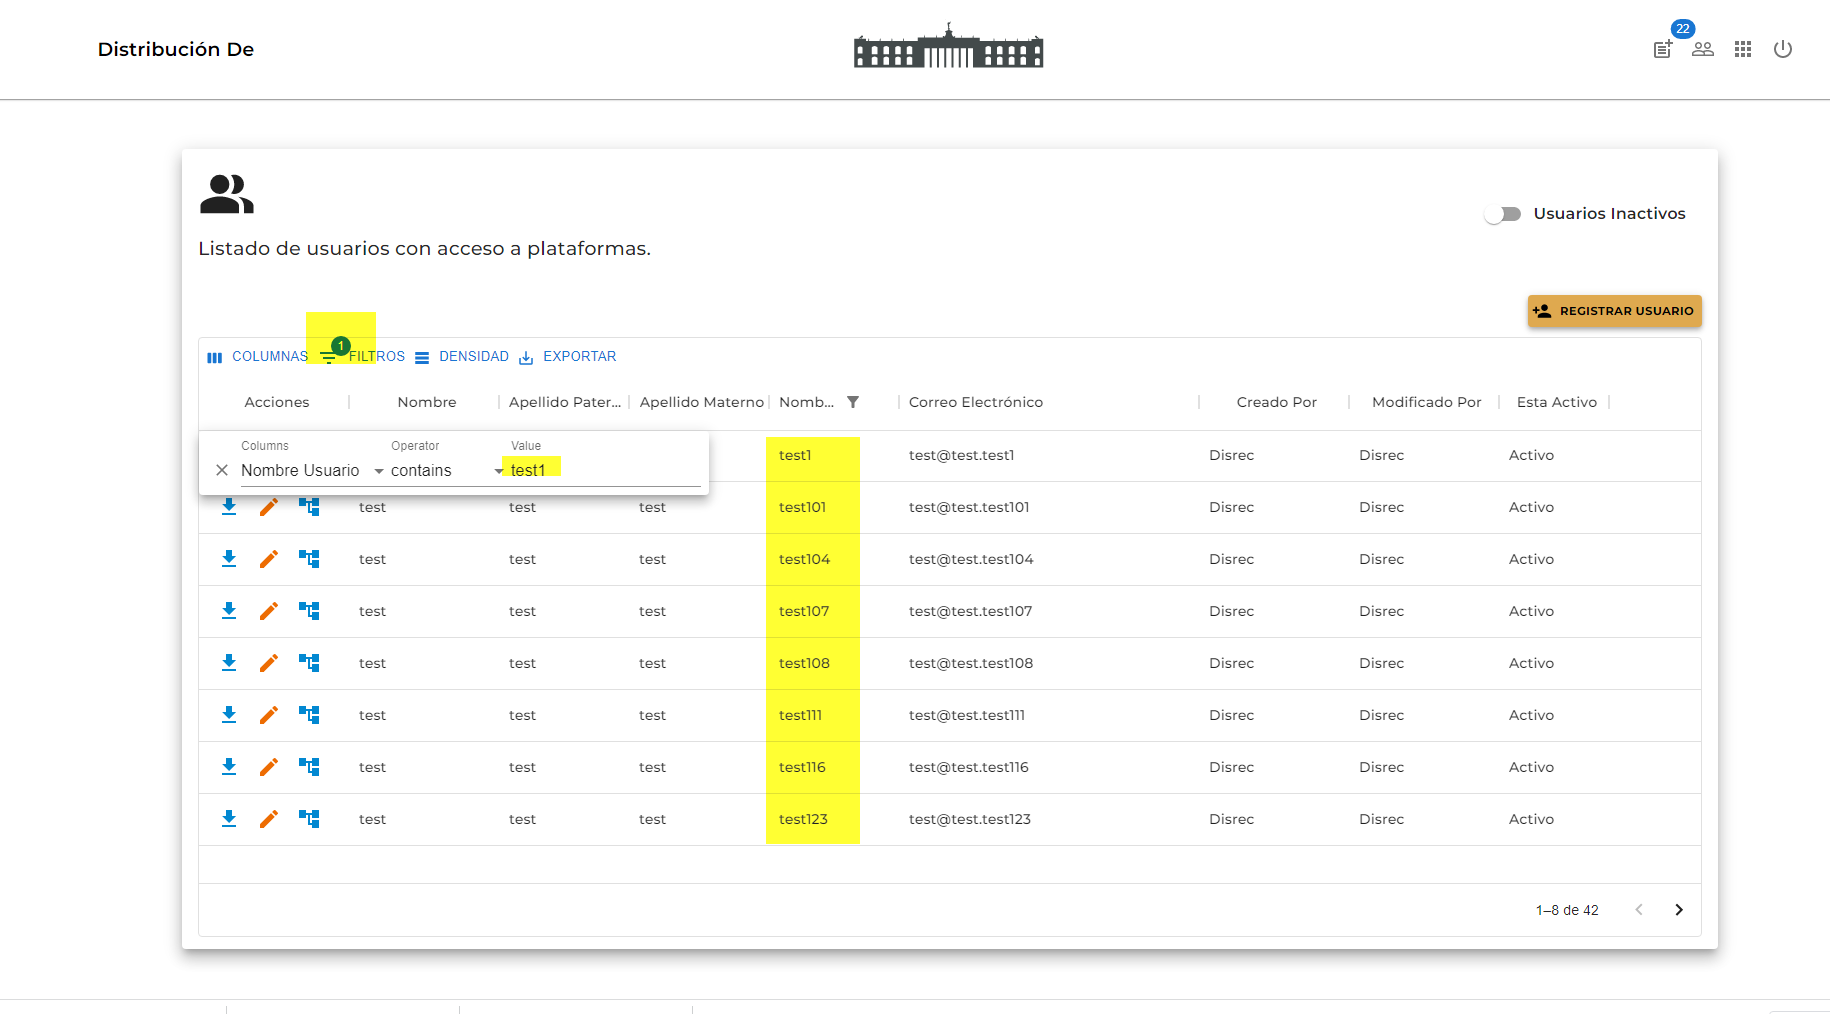 Distribución De
22
Usuarios Inactivos
Listado de usuarios con acceso a plataformas.
REGISTRAR USUARIO
COLUMNAS 1 FILTROS DENSIDAD EXPORTAR
Acciones Nombre Apellido Pater... Apellido Materno Nomb... Correo Electrónico Creado Por Modificado Por Esta Activo
Columns Operator Value
Nombre Usuario contains test1
test1 test@test.test1 Disrec Disrec Activo
test test test test101 test@test.test101 Disrec Disrec Activo
test test test test104 test@test.test104 Disrec Disrec Activo
test test test test107 test@test.test107 Disrec Disrec Activo
test test test test108 test@test.test108 Disrec Disrec Activo
test test test test111 test@test.test111 Disrec Disrec Activo
test test test test116 test@test.test116 Disrec Disrec Activo
test test test test123 test@test.test123 Disrec Disrec Activo
1–8 de 42